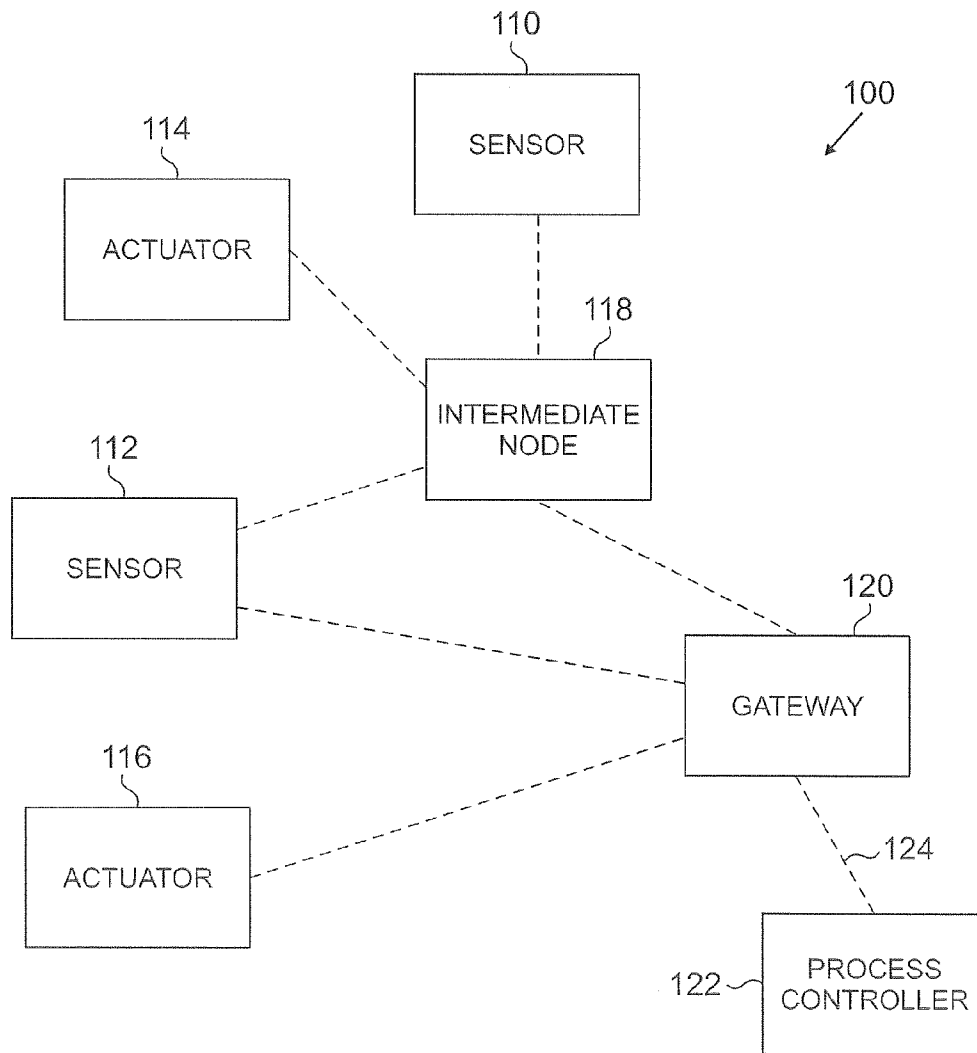 110
SENSOR
100
114
ACTUATOR
118
INTERMEDIATE
NODE
112
SENSOR
120
GATEWAY
116
ACTUATOR
124
122
PROCESS
CONTROLLER